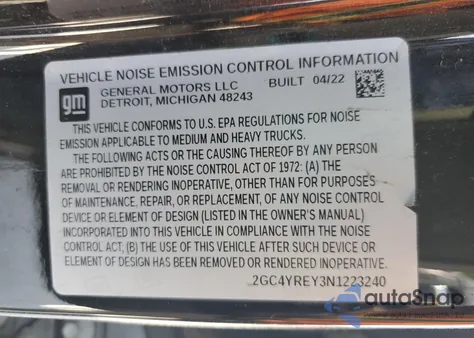 VEHICLE NOISE EMISSION CONTROL INFORMATION
gm
GENERAL MOTORS LLC BUILT 04/22
DETROIT, MICHIGAN 48243
THIS VEHICLE CONFORMS TO U.S. EPA REGULATIONS FOR NOISE
EMISSION APPLICABLE TO MEDIUM AND HEAVY TRUCKS.
THE FOLLOWING ACTS OR THE CAUSING THEREOF BY ANY PERSON
ARE PROHIBITED BY THE NOISE CONTROL ACT OF 1972: (A) THE
REMOVAL OR RENDERING INOPERATIVE, OTHER THAN FOR PURPOSES
OF MAINTENANCE, REPAIR, OR REPLACEMENT, OF ANY NOISE CONTROL
DEVICE OR ELEMENT OF DESIGN (LISTED IN THE OWNER'S MANUAL)
INCORPORATED INTO THIS VEHICLE IN COMPLIANCE WITH THE NOISE
CONTROL ACT; (B) THE USE OF THIS VEHICLE AFTER SUCH DEVICE OR
ELEMENT OF DESIGN HAS BEEN REMOVED OR RENDERED INOPERATIVE.
2GC4YREY3N1223240
autoSnap